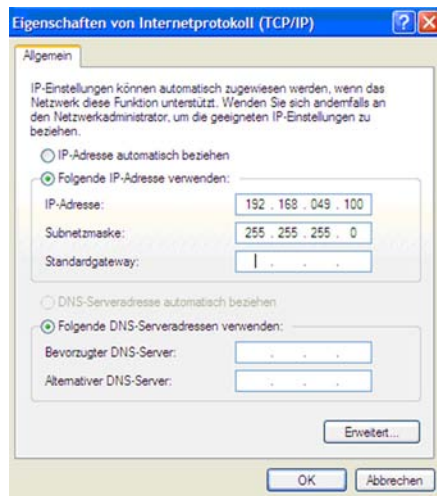 Eigenschaften von Internetprotokoll (TCP/IP)
Allgemein
IP-Einstellungen können automatisch zugewiesen werden, wenn das
Netzwerk diese Funktion unterstützt. Wenden Sie sich andernfalls an
den Netzwerkadministrator, um die geeigneten IP-Einstellungen zu
beziehen.
IP-Adresse automatisch beziehen
Folgende IP-Adresse verwenden:
IP-Adresse: 192 . 168 . 049 . 100
Subnetzmaske: 255 . 255 . 255 . 0
Standardgateway: . . .
DNS-Serveradresse automatisch beziehen
Folgende DNS-Serveradressen verwenden:
Bevorzugter DNS-Server: . . .
Alternativer DNS-Server: . . .
Erweitert...
OK Abbrechen